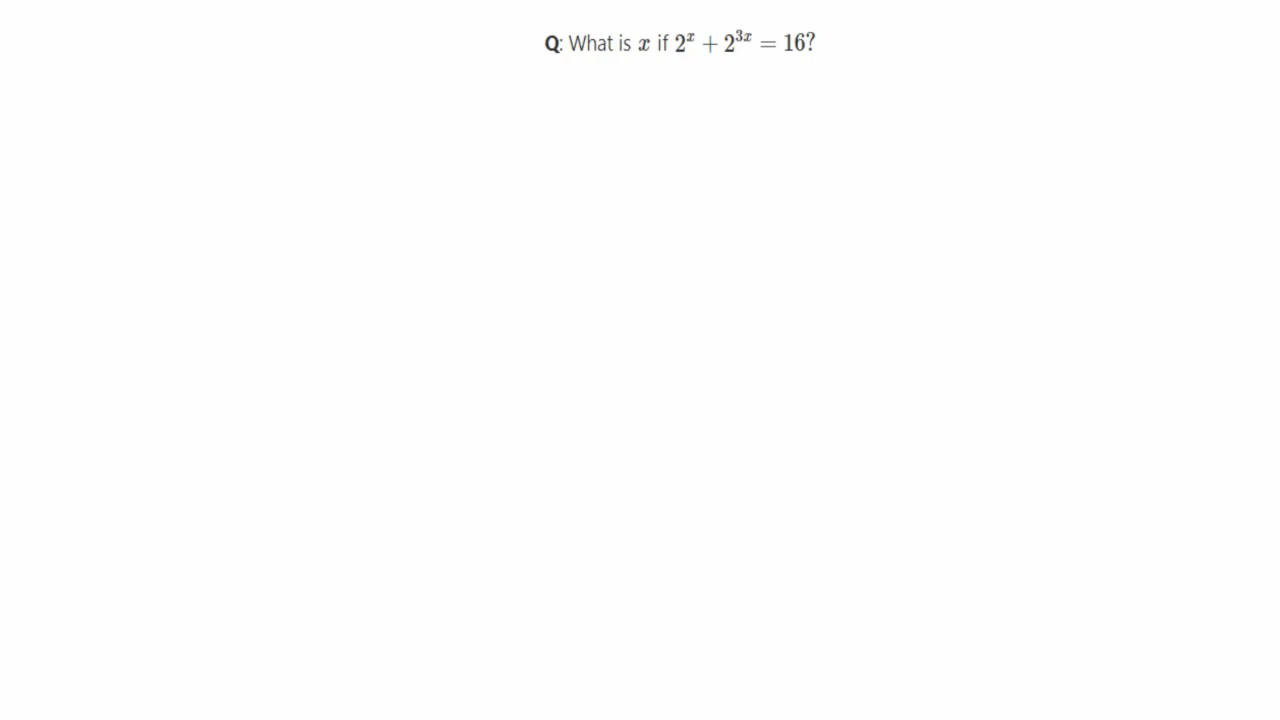 Q: What is x if 2^x + 2^{3x} = 16?